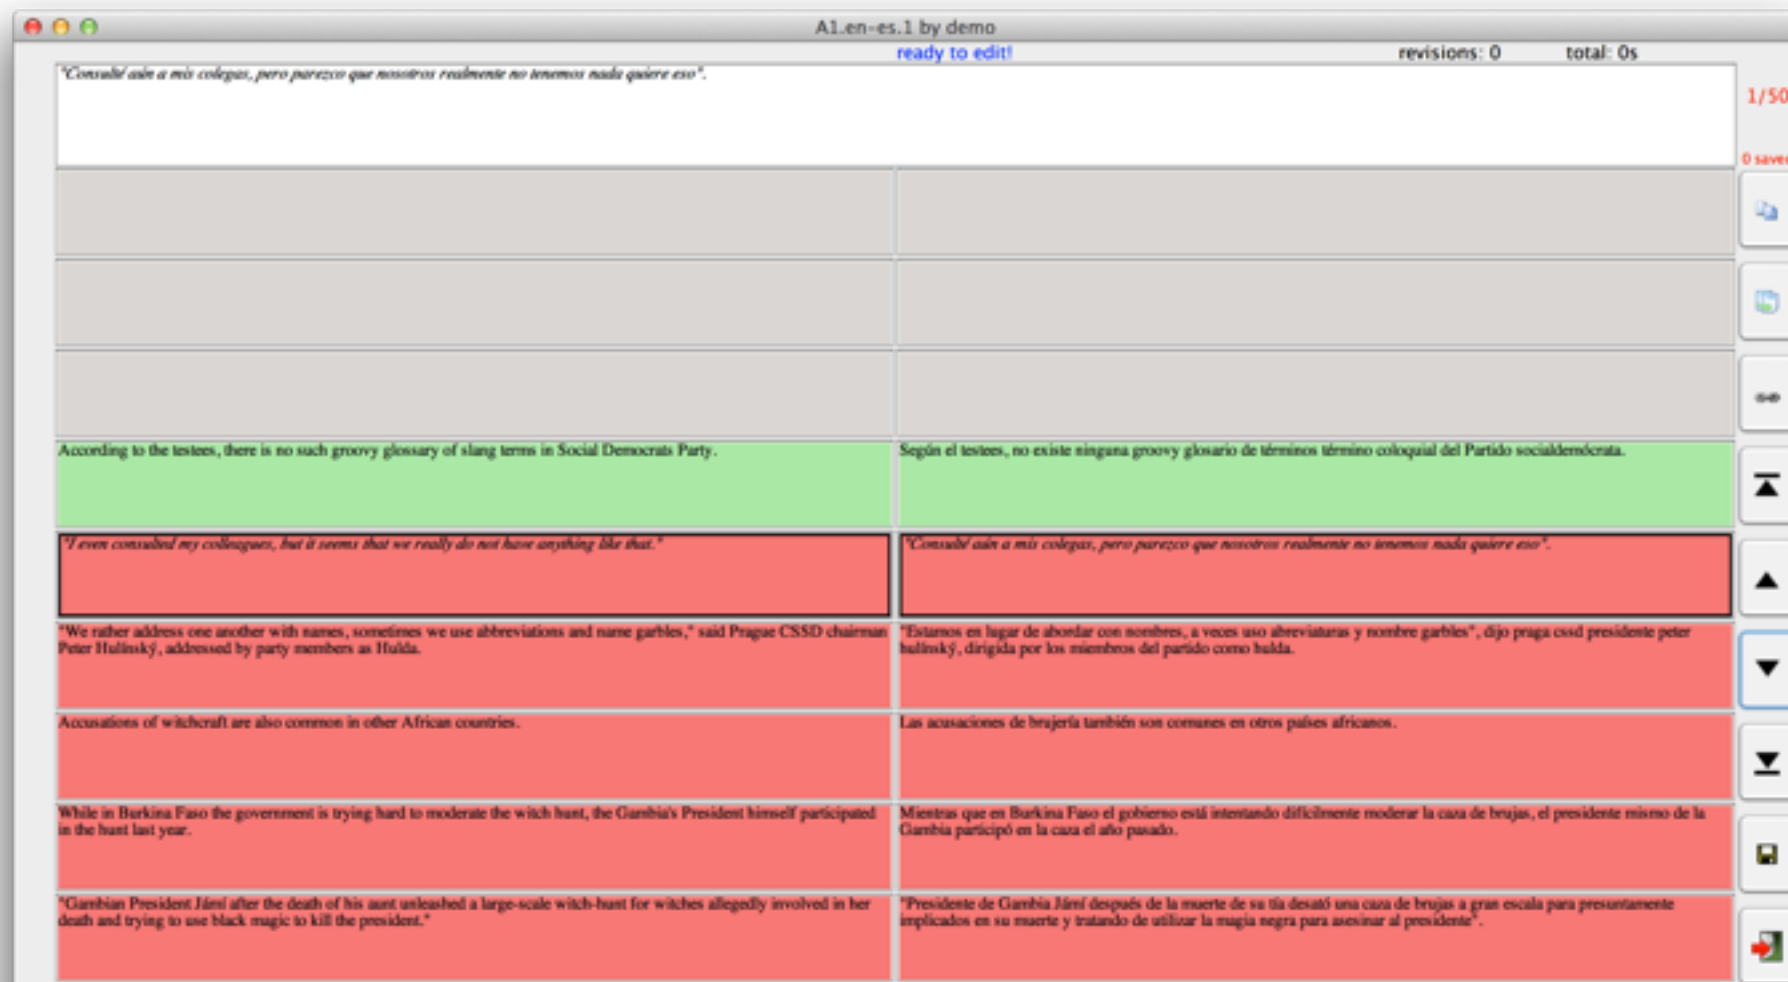 A1.en-es.1 by demo
ready to edit!
revisions: 0
total: 0s
"Consulté aún a mis colegas, pero parezco que nosotros realmente no tenemos nada quiere eso".
1/50
0 saved
According to the testees, there is no such groovy glossary of slang terms in Social Democrats Party.
Según el testees, no existe ninguna groovy glosario de términos término coloquial del Partido socialdemócrata.
"I even consulted my colleagues, but it seems that we really do not have anything like that."
"Consulté aún a mis colegas, pero parezco que nosotros realmente no tenemos nada quiere eso".
"We rather address one another with names, sometimes we use abbreviations and name garbles," said Prague CSSD chairman
Peter Hulínský, addressed by party members as Hulda.
"Estamos en lugar de abordar con nombres, a veces uso abreviaturas y nombre garbles", dijo praga cssd presidente peter
hulínský, dirigida por los miembros del partido como hulda.
Accusations of witchcraft are also common in other African countries.
Las acusaciones de brujería también son comunes en otros países africanos.
While in Burkina Faso the government is trying hard to moderate the witch hunt, the Gambia's President himself participated
in the hunt last year.
Mientras que en Burkina Faso el gobierno está intentando difícilmente moderar la caza de brujas, el presidente mismo de la
Gambia participó en la caza el año pasado.
"Gambian President Jámí after the death of his aunt unleashed a large-scale witch-hunt for witches allegedly involved in her
death and trying to use black magic to kill the president."
"Presidente de Gambia Jámí después de la muerte de su tía desató una caza de brujas a gran escala para presuntamente
implicados en su muerte y tratando de utilizar la magia negra para asesinar al presidente".